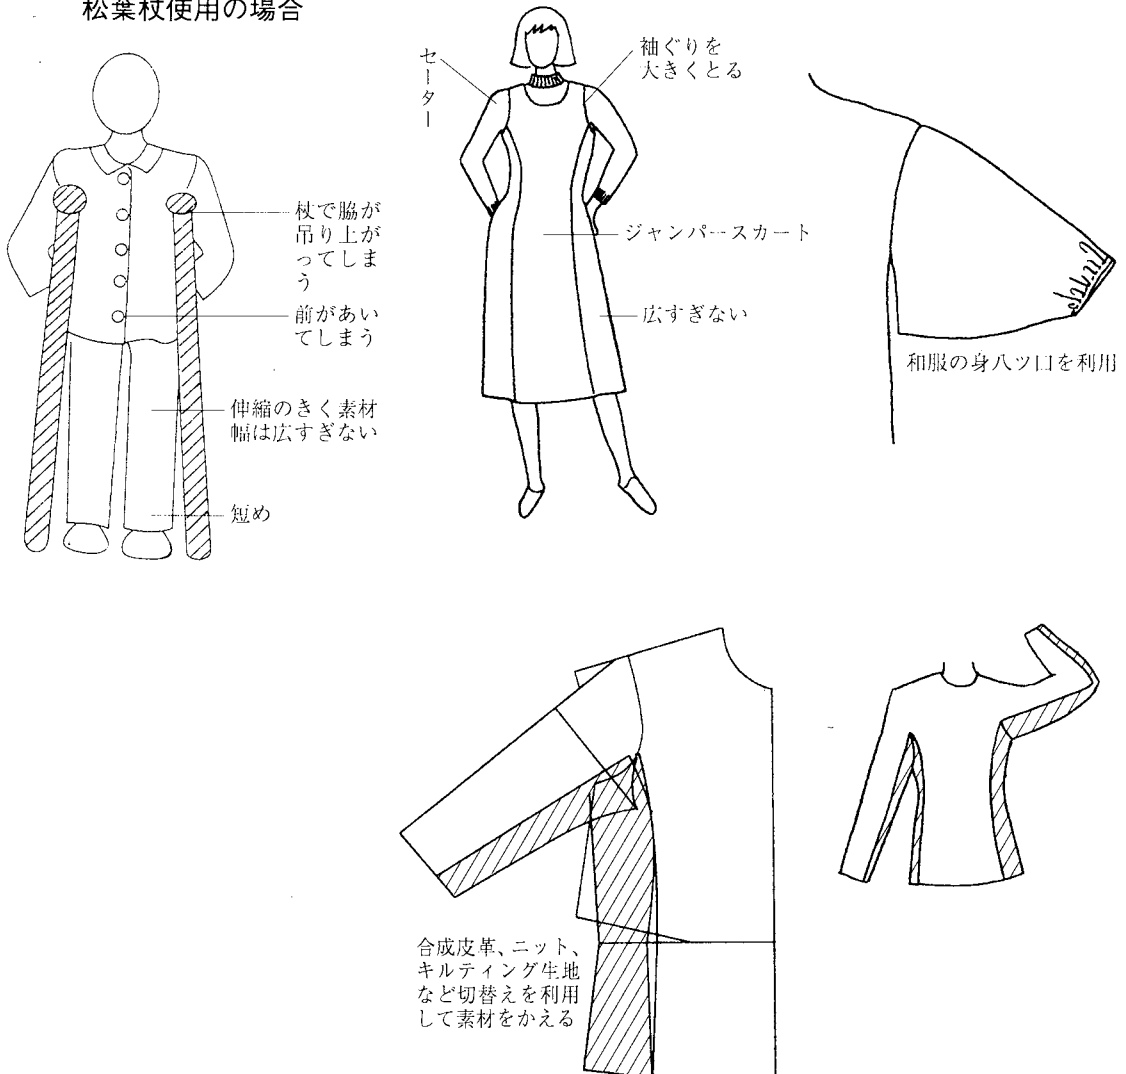 松葉杖使用の場合
セーター
袖ぐりを
大きくとる
杖で脇が
吊り上が
ってしま
う
ジャンパースカート
前があい
てしまう
広すぎない
和服の身八ツ口を利用
伸縮のきく素材
幅は広すぎない
短め
合成皮革、ニット、
キルティング生地
など切替えを利用
して素材をかえる